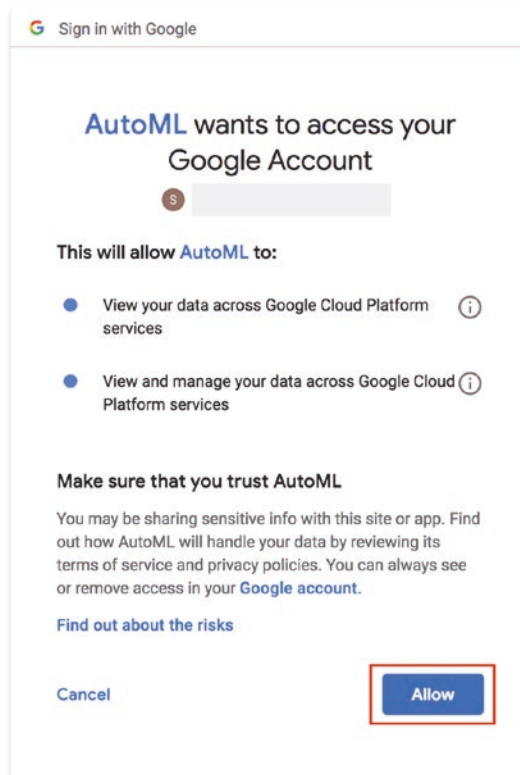 G Sign in with Google
AutoML wants to access your
Google Account
S
This will allow AutoML to:
View your data across Google Cloud Platform
services
View and manage your data across Google Cloud
Platform services
Make sure that you trust AutoML
You may be sharing sensitive info with this site or app. Find
out how AutoML will handle your data by reviewing its
terms of service and privacy policies. You can always see
or remove access in your Google account.
Find out about the risks
Cancel Allow